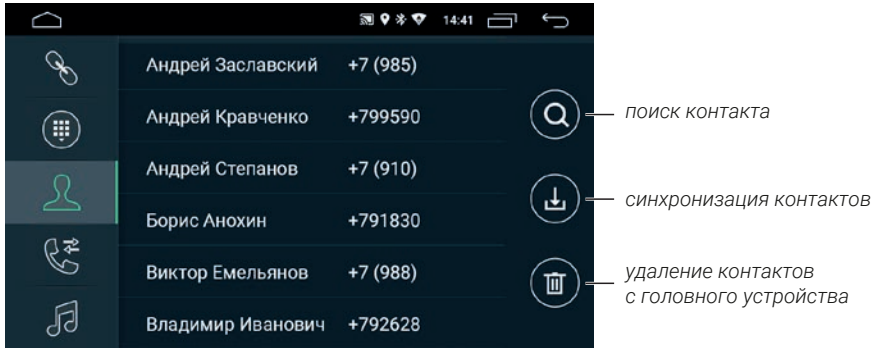 14:41
Андрей Заславский +7 (985)
Андрей Кравченко +799590
Андрей Степанов +7 (910)
Борис Анохин +791830
Виктор Емельянов +7 (988)
Владимир Иванович +792628
поиск контакта
синхронизация контактов
удаление контактов
с головного устройства